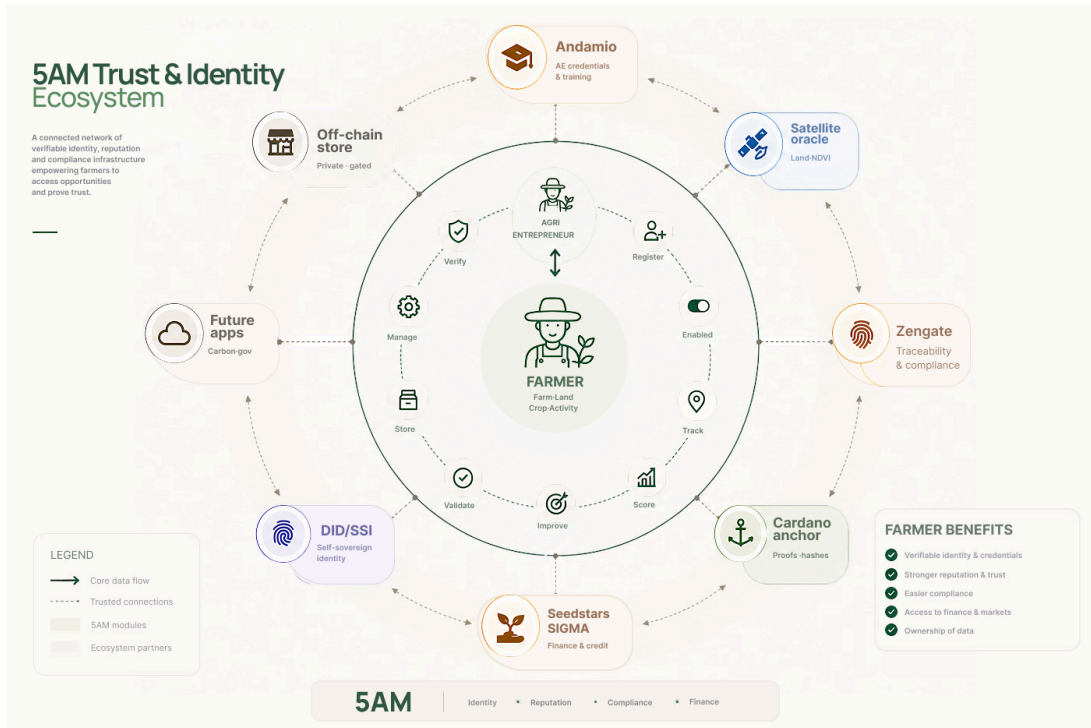 5AM Trust & Identity
Ecosystem
A connected network of
verifiable identity, reputation
and compliance infrastructure
empowering farmers to
access opportunities
and prove trust.
Andamio
AE credentials
& training
Off-chain
store
Private · gated
Satellite
oracle
Land·NDVI
AGRI
ENTREPRENEUR
Verify
Register
Manage
Enabled
Future
apps
Carbon·gov
Zengate
Traceability
& compliance
FARMER
Farm·Land
Crop·Activity
Store
Track
Validate
Score
Improve
DID/SSI
Self-sovereign
identity
Cardano
anchor
Proofs ·hashes
Seedstars
SIGMA
Finance & credit
LEGEND
Core data flow
Trusted connections
5AM modules
Ecosystem partners
FARMER BENEFITS
Verifiable identity & credentials
Stronger reputation & trust
Easier compliance
Access to finance & markets
Ownership of data
5AM Identity • Reputation • Compliance • Finance